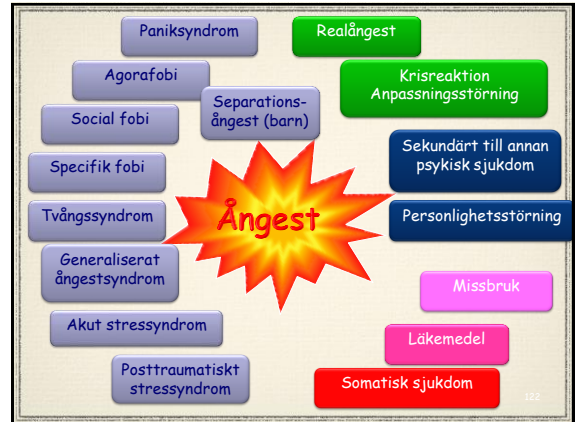 Paniksyndrom
Realångest
Agorafobi
Krisreaktion
Anpassningsstörning
Separations-
ångest (barn)
Social fobi
Sekundärt till annan
psykisk sjukdom
Specifik fobi
Tvångssyndrom
Ångest
Personlighetsstörning
Generaliserat
ångestsyndrom
Missbruk
Akut stressyndrom
Läkemedel
Posttraumatiskt
stressyndrom
Somatisk sjukdom
122